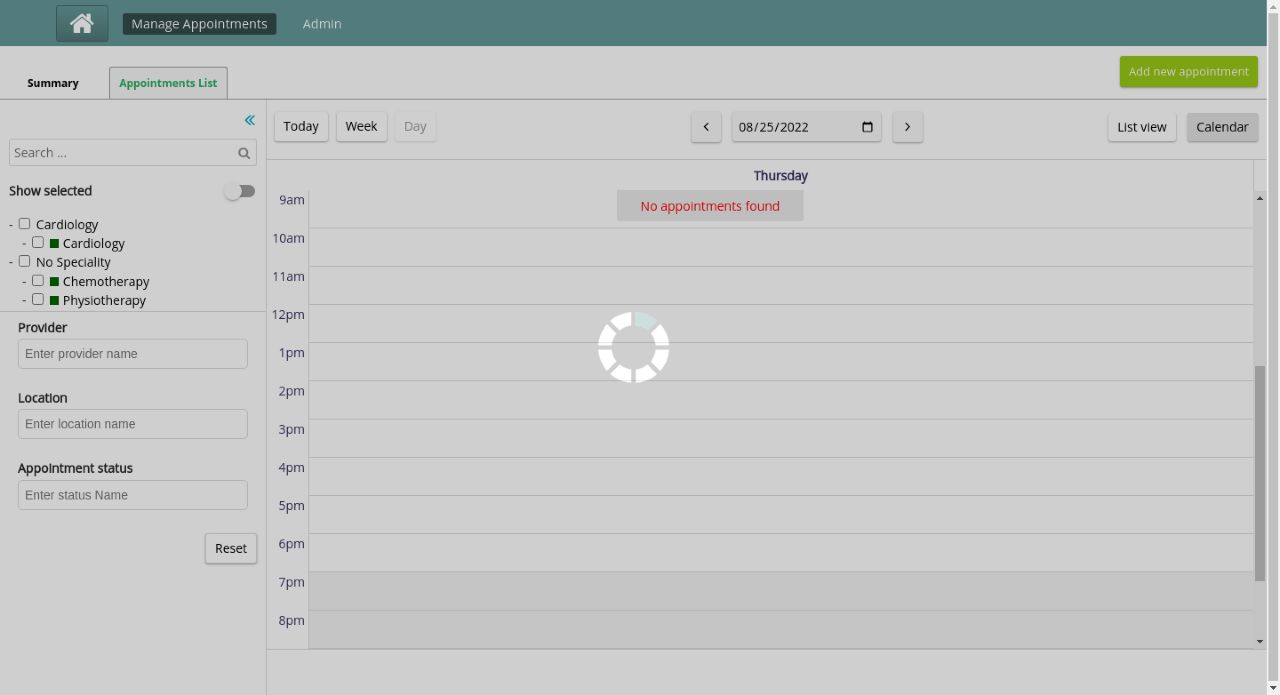 Manage Appointments
Admin
Summary
Appointments List
Add new appointment
Today
Week
Day
08/25/2022
List view
Calendar
Search ...
Show selected
- Cardiology
- Cardiology
- No Speciality
- Chemotherapy
- Physiotherapy
Provider
Enter provider name
Location
Enter location name
Appointment status
Enter status Name
Reset
Thursday
9am
No appointments found
10am
11am
12pm
1pm
2pm
3pm
4pm
5pm
6pm
7pm
8pm